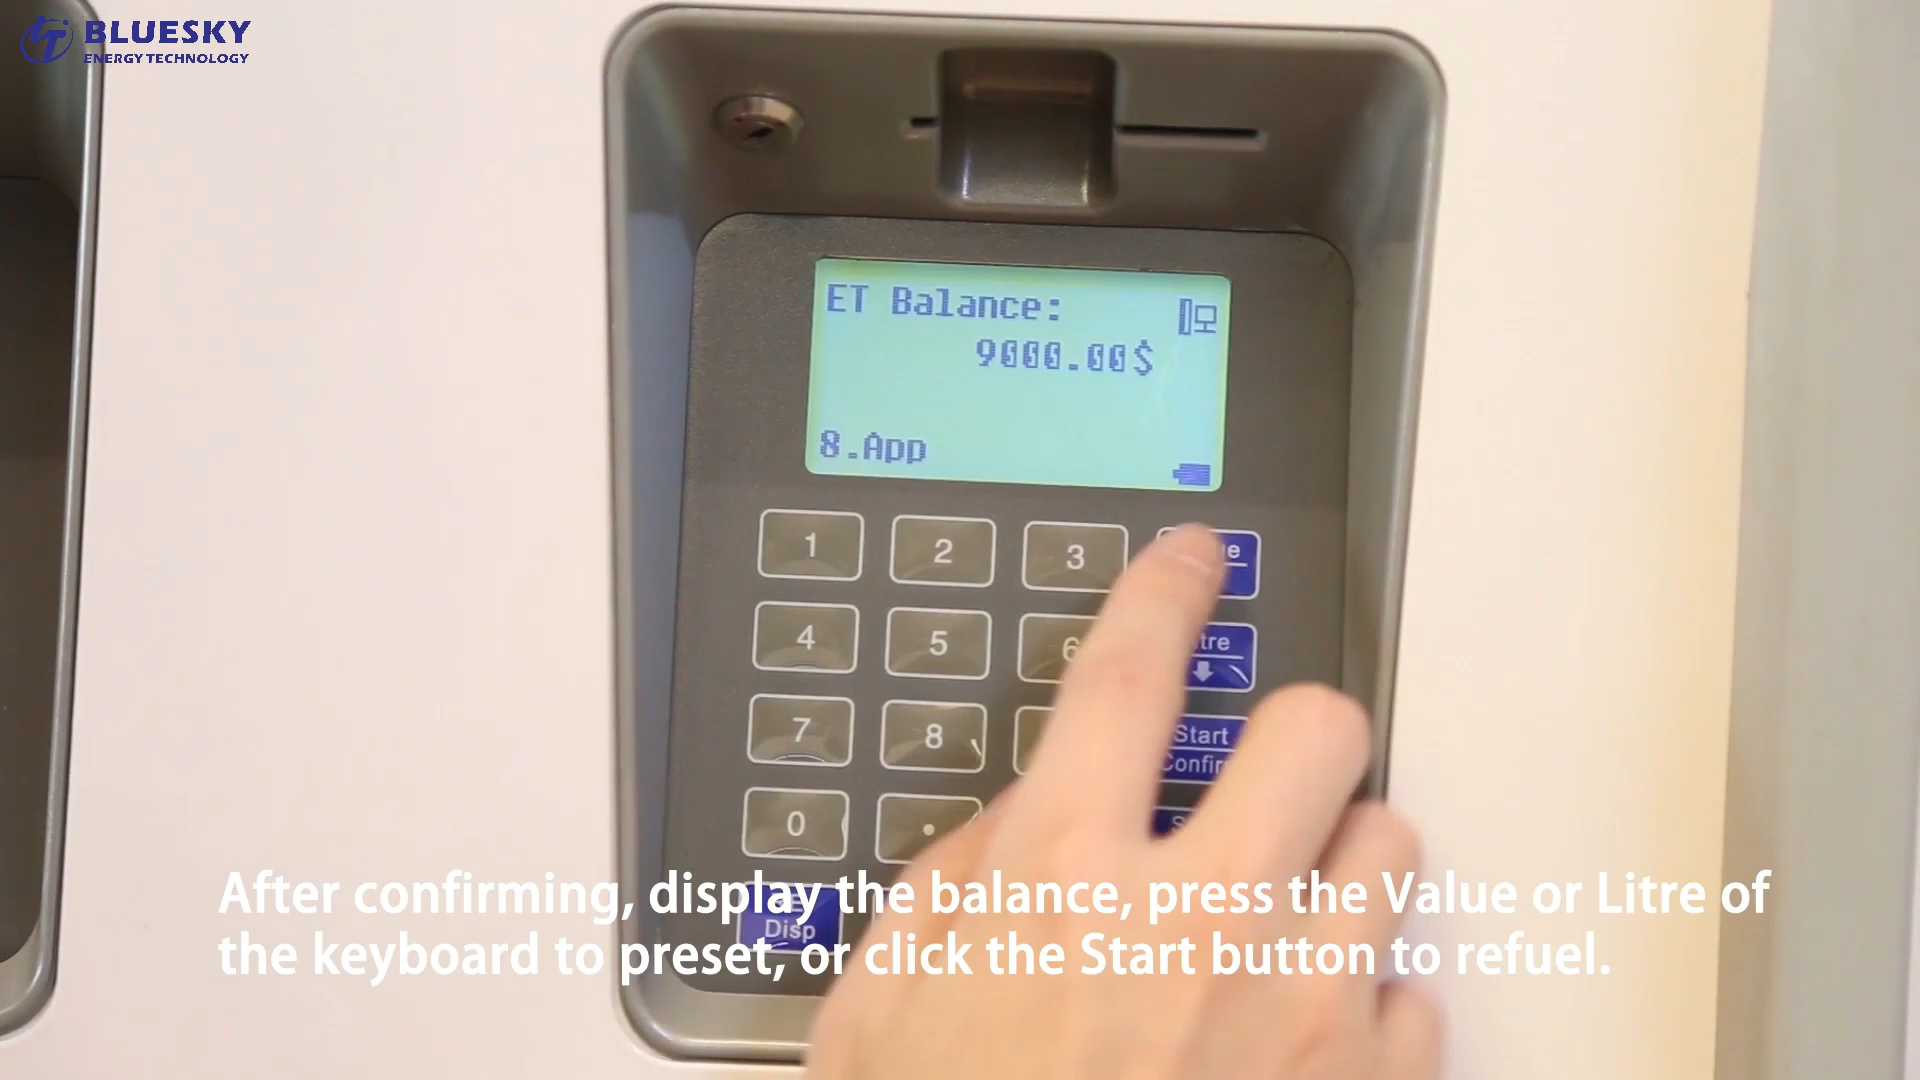 BLUESKY
ENERGY TECHNOLOGY
ET Balance:
9000.00$
8.App
1 2 3
4 5 6
Start
7 8
0 .
Disp
After confirming, display the balance, press the Value or Litre of
the keyboard to preset, or click the Start button to refuel.